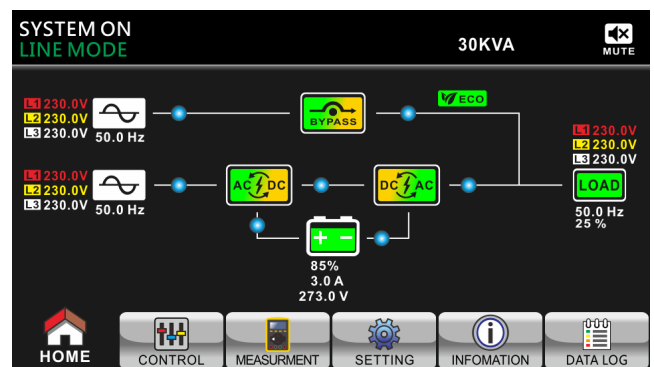 SYSTEM ON
LINE MODE
30KVA
MUTE
L1 230.0V
L2 230.0V
L3 230.0V
50.0 Hz
BYPASS
ECO
L1 230.0V
L2 230.0V
L3 230.0V
L1 230.0V
L2 230.0V
L3 230.0V
50.0 Hz
AC DC
DC AC
LOAD
50.0 Hz
25 %
+ -
85%
3.0 A
273.0 V
HOME
CONTROL
MEASURMENT
SETTING
INFOMATION
DATA LOG